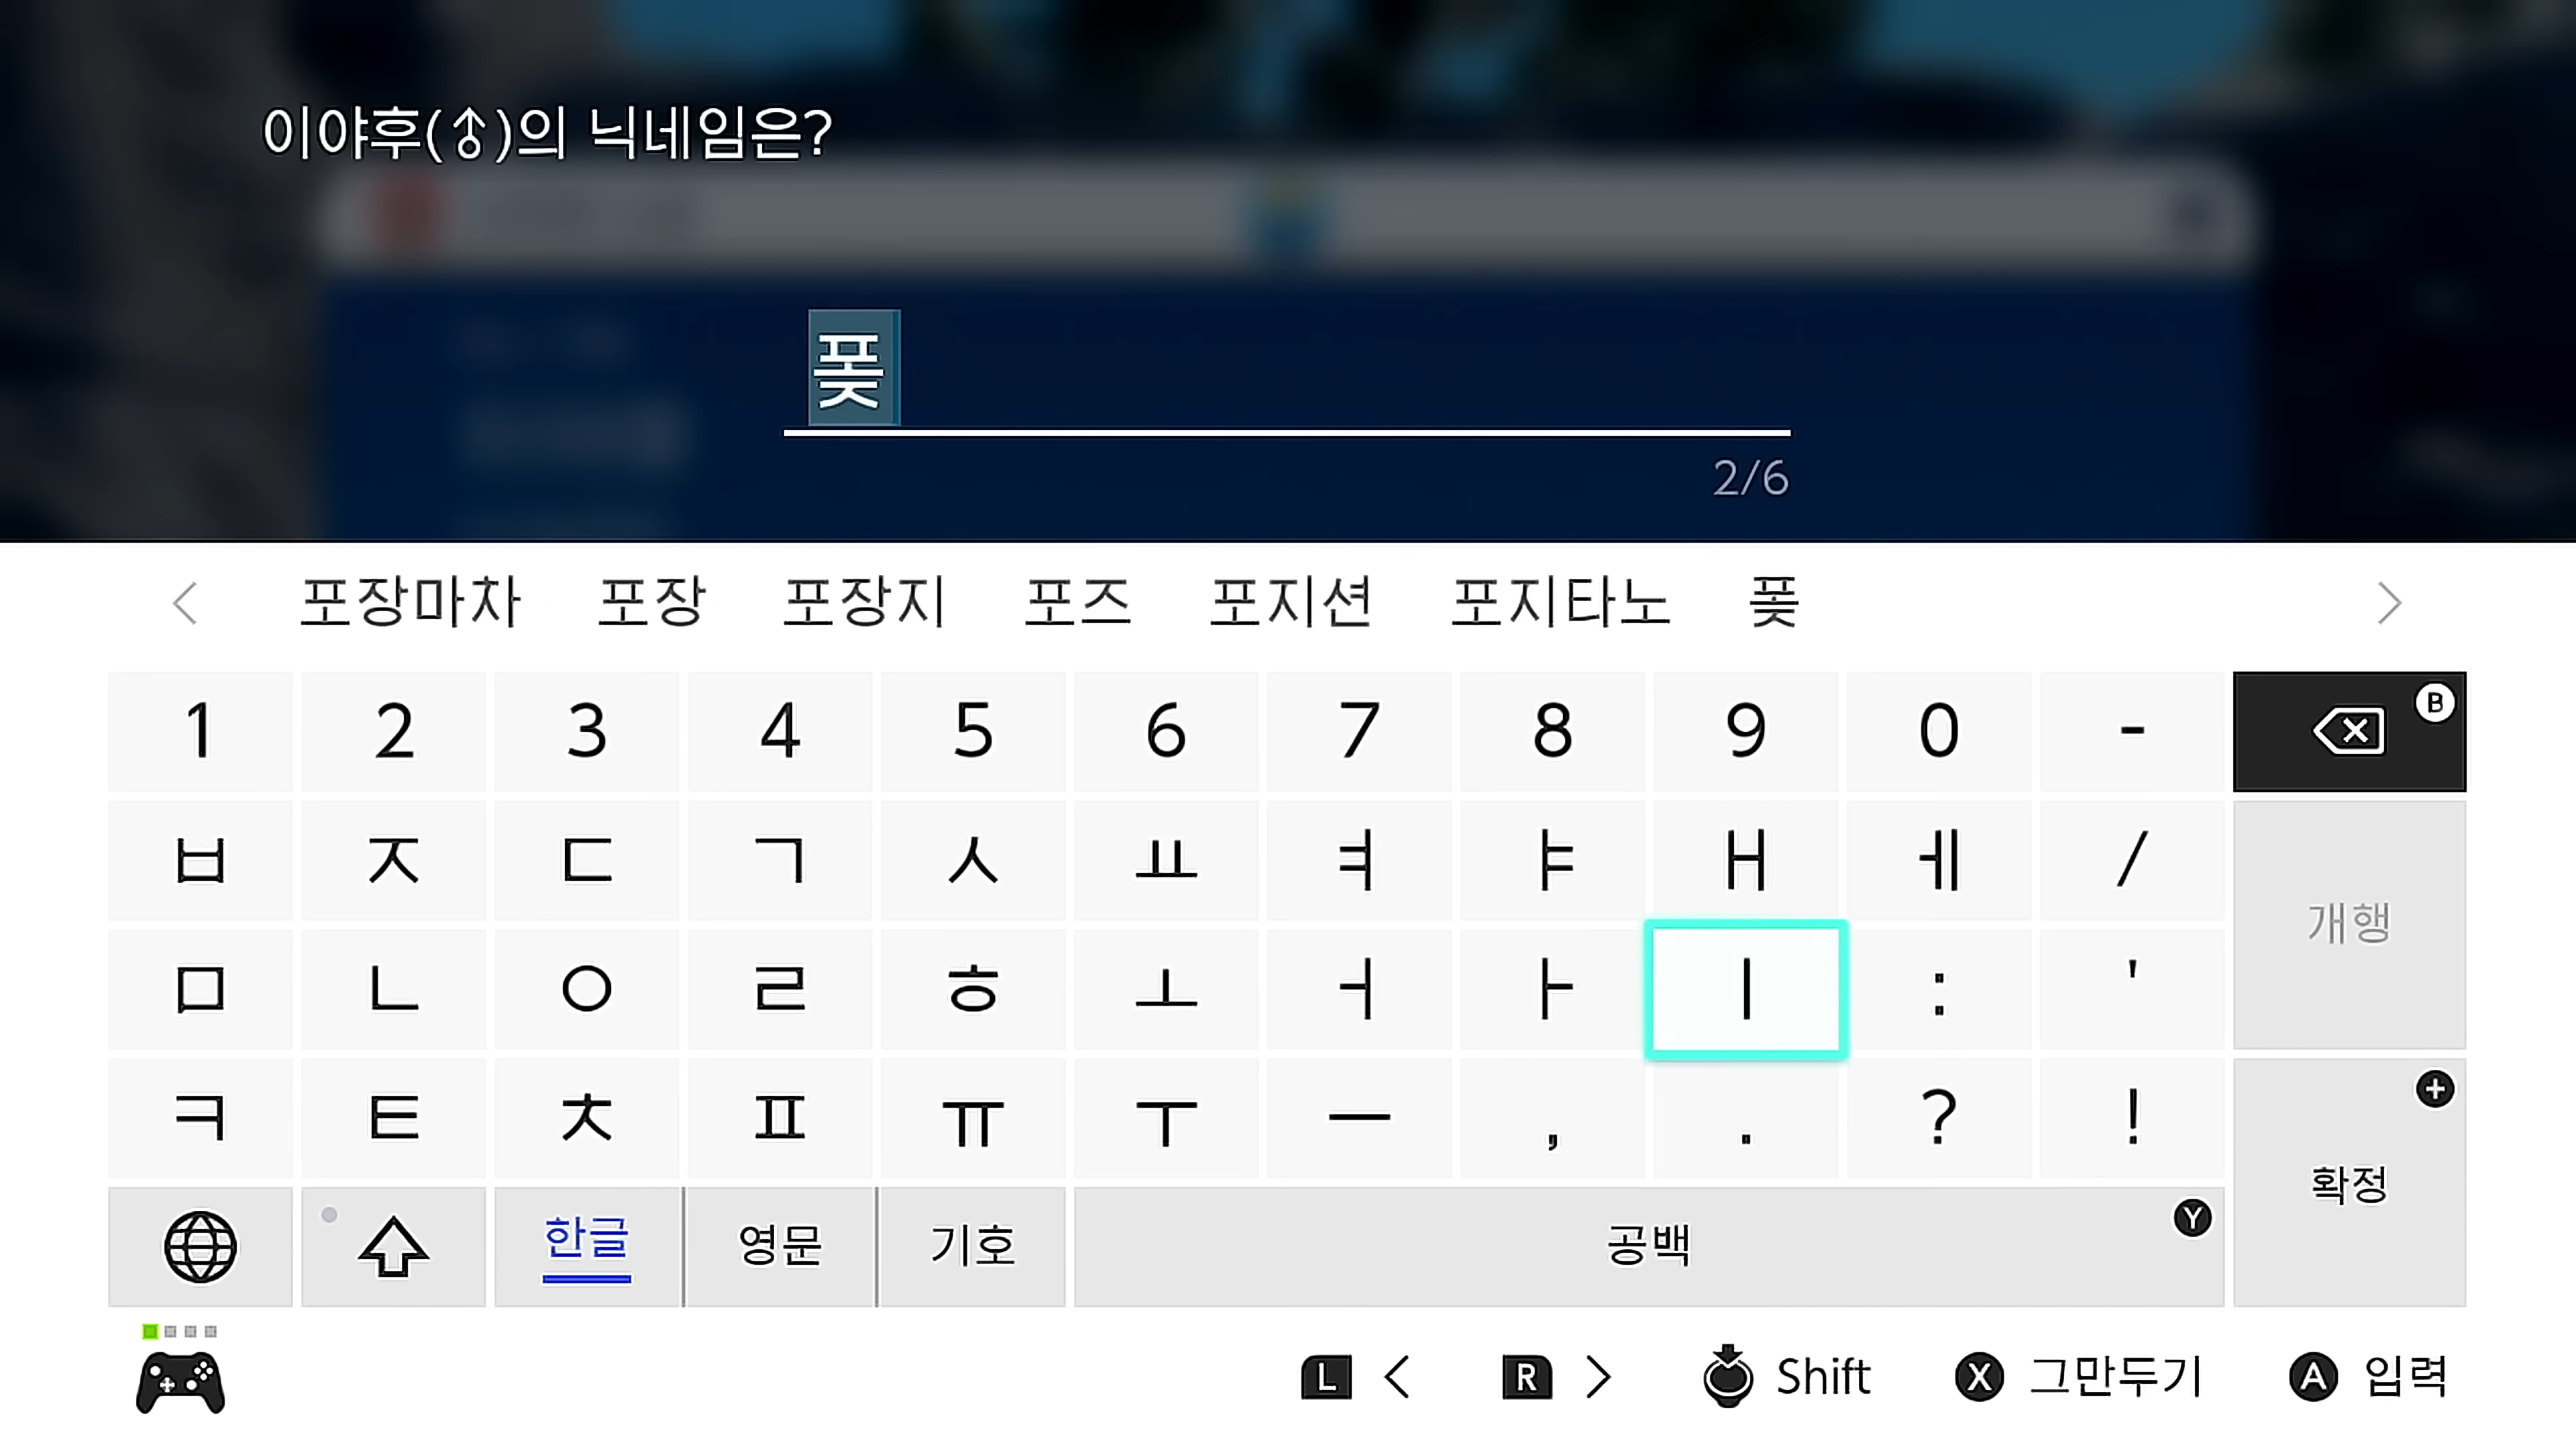 이야후(♂)의 닉네임은?
퐂
2/6
< 포장마차 포장 포장지 포즈 포지션 포지타노 퐂 >
1 2 3 4 5 6 7 8 9 0 - B
ㅂ ㅈ ㄷ ㄱ ㅅ ㅛ ㅕ ㅑ ㅐ ㅔ /
개행
ㅁ ㄴ ㅇ ㄹ ㅎ ㅗ ㅓ ㅏ ㅣ : '
ㅋ ㅌ ㅊ ㅍ ㅠ ㅜ ㅡ , . ? ! +
확정
한글 영문 기호 공백 Y
L < R > Shift X 그만두기 A 입력